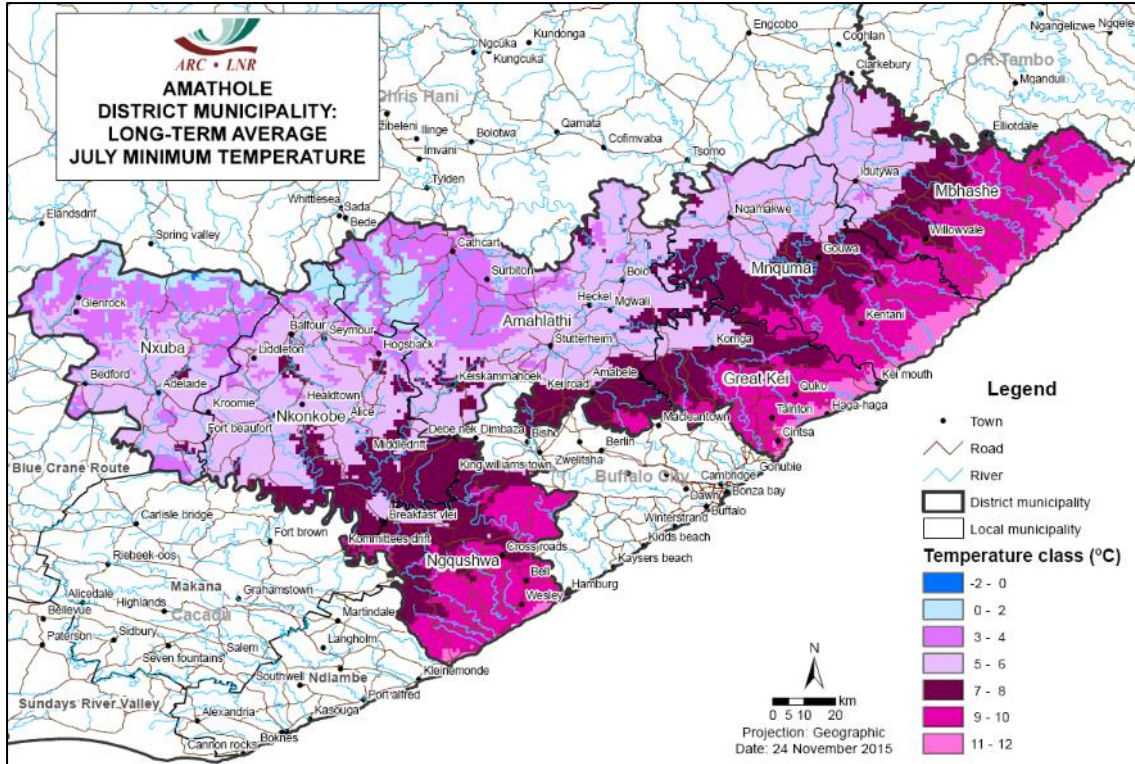 ARC • LNR
AMATHOLE
DISTRICT MUNICIPALITY:
LONG-TERM AVERAGE
JULY MINIMUM TEMPERATURE
Engcobo
Ngangelizwe
Kundonga
Ngcuka
Kungcuka
Coghlan
Clarkebury
O.R.Tambo
Mqanduli
Chris Hani
Ilinge
Bolotwa
Qamata
Cofimvaba
Imvani
Tsomo
Elliotdale
Tylden
Idutywa
Mbhashe
Whittlesea
Sada
Bede
Elandsdrif
Spring valley
Nqamakwe
Willowvale
Cathcart
Gouwa
Surbiton
Bolo
Mnquma
Glenrock
Heckel
Mgwali
Kentani
Balfour
Seymour
Amahlathi
Nxuba
Liddleton
Hogsback
Stutterheim
Komga
Bedford
Adelaide
Keiskammahoek
Amabele
Kei road
Great Kei
Kei mouth
Healdtown
Quko
Kroomie
Nkonkobe
Alice
Haga-haga
Tainton
Fort beaufort
Debe nek
Dimbaza
Macleantown
Middledrift
Bisho
Berlin
Cintsa
Blue Crane Route
King williams town
Zwelitsha
Gonubie
Buffalo City
Cambridge
Dawn
Bonza bay
Carlisle bridge
Breakfast vlei
Buffalo
Fort brown
Winterstrand
Kommittees drift
Kidds beach
Crossroads
Kaysers beach
Riebeek-oos
Ngqushwa
Bell
Hamburg
Makana
Grahamstown
Alicedale
Highlands
Wesley
Bellevue
Cacadu
Martindale
Paterson
Sidbury
Salem
Langholm
Seven fountains
Kleinemonde
Southwell
Ndlambe
Sundays River Valley
Port alfred
Alexandria
Kasouga
Boknes
Cannon rocks
Legend
Town
Road
River
District municipality
Local municipality
Temperature class (ºC)
-2 - 0
0 - 2
3 - 4
5 - 6
7 - 8
9 - 10
11 - 12
N
km
0 5 10 20
Projection: Geographic
Date: 24 November 2015